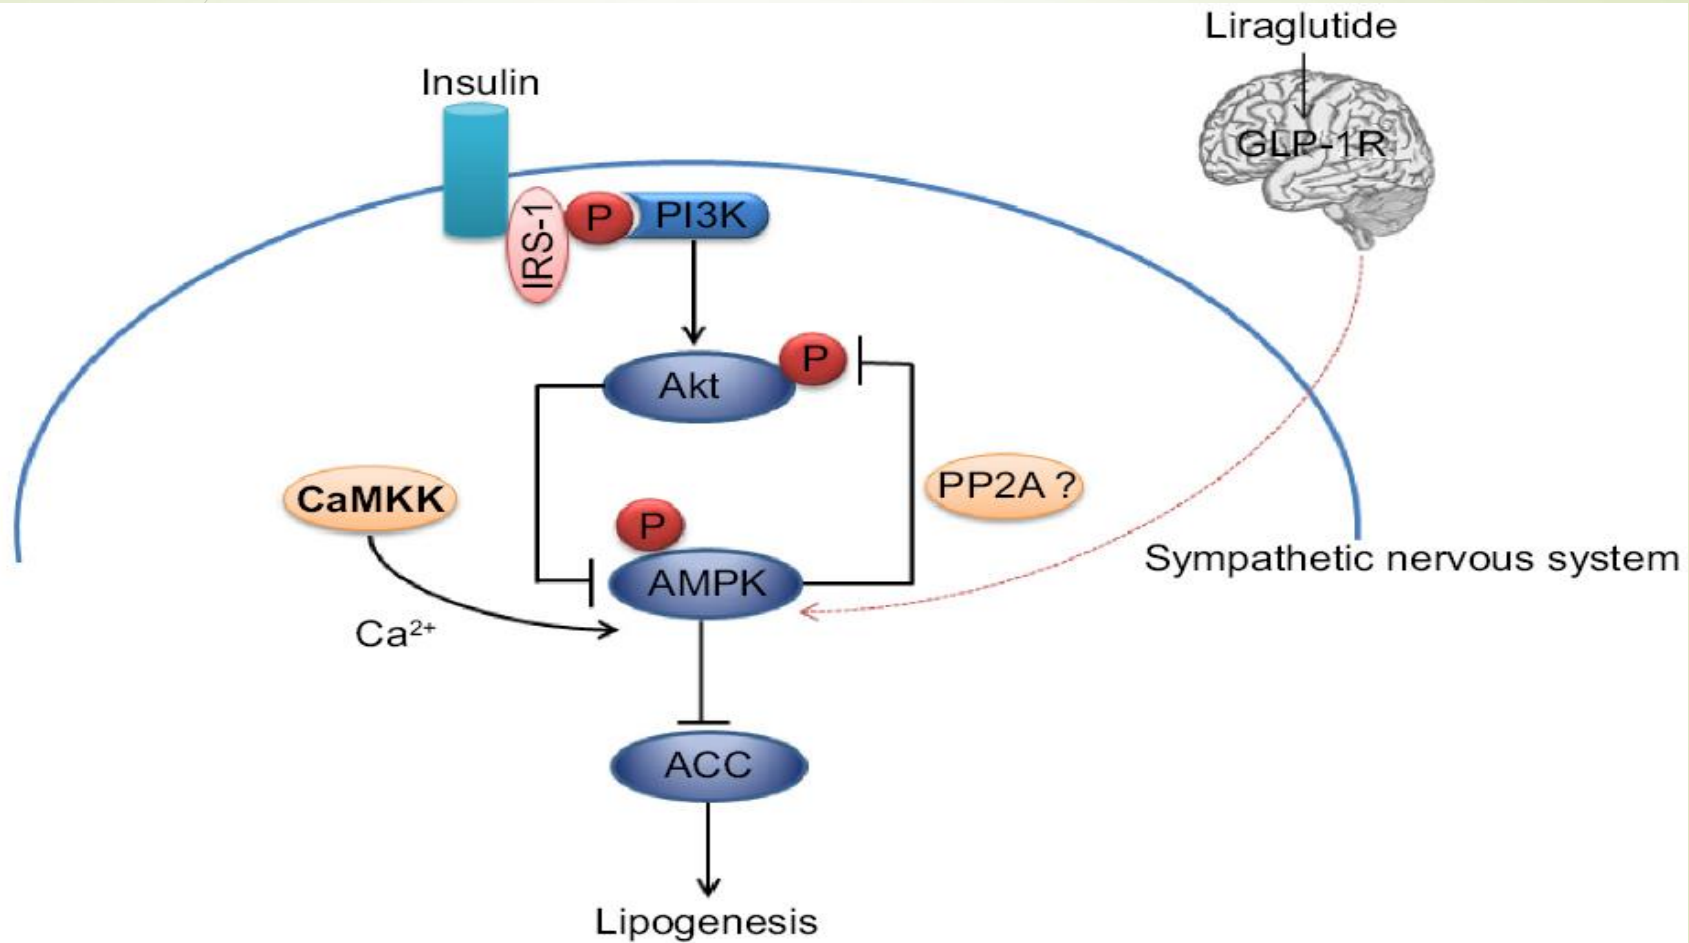 Liraglutide
GLP-1R
Insulin
IRS-1
P
PI3K
Akt
P
CaMKK
PP2A ?
P
AMPK
Sympathetic nervous system
Ca²⁺
ACC
Lipogenesis